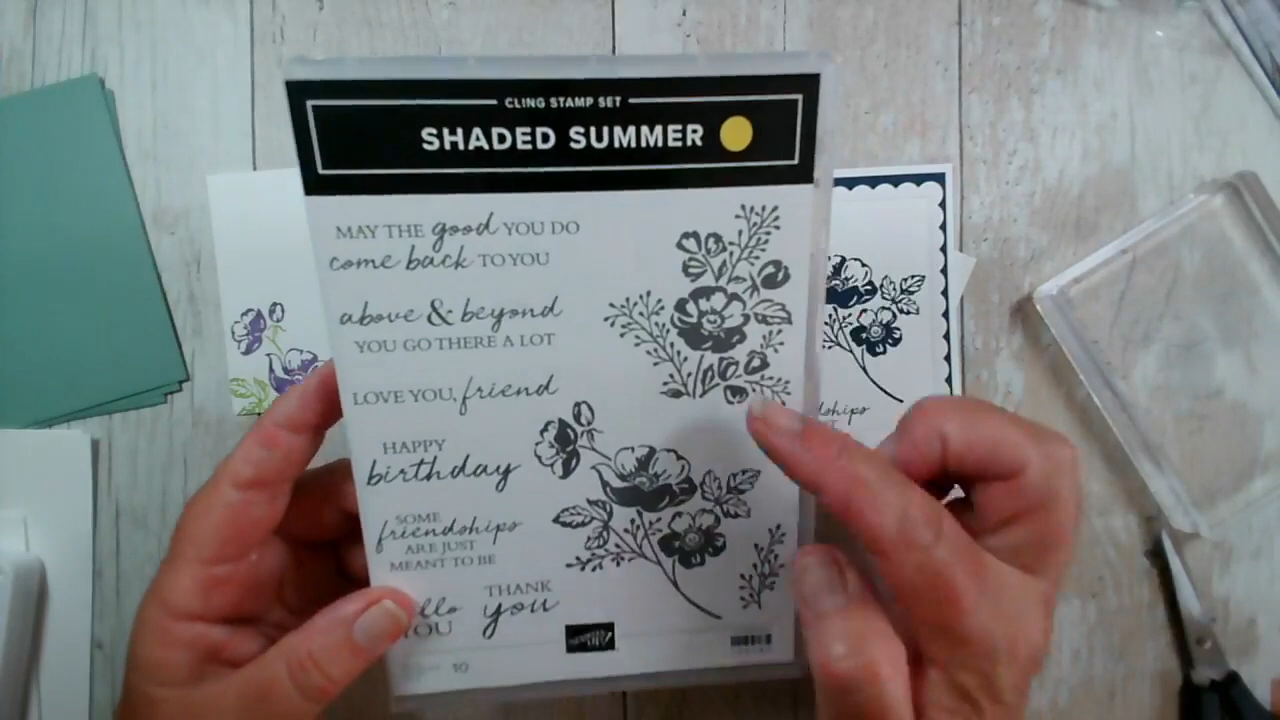 CLING STAMP SET
SHADED SUMMER
MAY THE good YOU DO
come back TO YOU
above & beyond
YOU GO THERE A LOT
LOVE YOU, friend
HAPPY
birthday
SOME
friendships
ARE JUST
MEANT TO BE
THANK
you
YOU
10